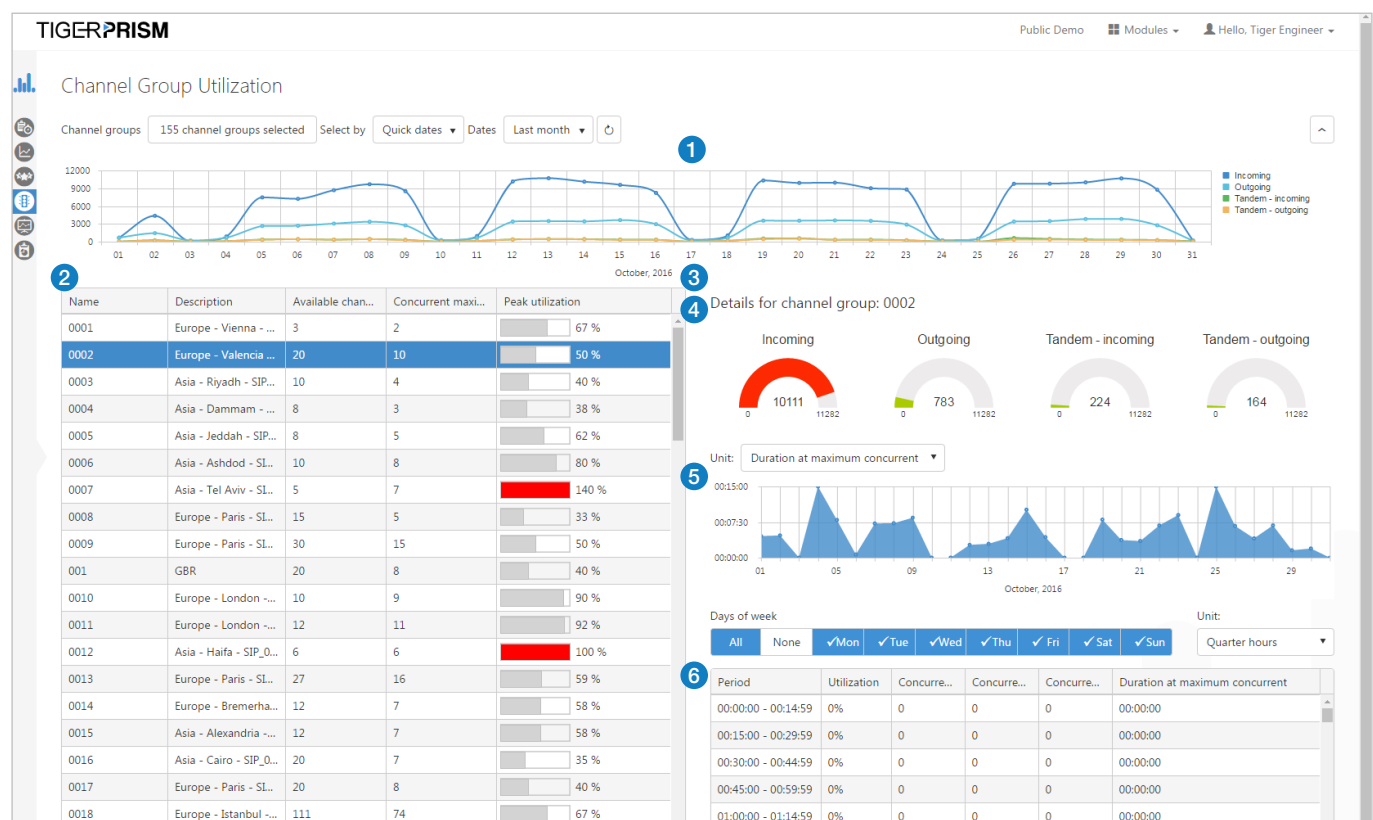 TIGERPRISM
Public Demo Modules Hello, Tiger Engineer
Channel Group Utilization
Channel groups 155 channel groups selected Select by Quick dates Dates Last month
1
12000
9000
6000
3000
0
Incoming
Outgoing
Tandem - incoming
Tandem - outgoing
01 02 03 04 05 06 07 08 09 10 11 12 13 14 15 16 17 18 19 20 21 22 23 24 25 26 27 28 29 30 31
October, 2016
2
Name Description Available chan... Concurrent maxi... Peak utilization
0001 Europe - Vienna - ... 3 2 67 %
0002 Europe - Valencia ... 20 10 50 %
0003 Asia - Riyadh - SIP... 10 4 40 %
0004 Asia - Dammam - ... 8 3 38 %
0005 Asia - Jeddah - SIP... 8 5 62 %
0006 Asia - Ashdod - SI... 10 8 80 %
0007 Asia - Tel Aviv - SI... 5 7 140 %
0008 Europe - Paris - SI... 15 5 33 %
0009 Europe - Paris - SI... 30 15 50 %
001 GBR 20 8 40 %
0010 Europe - London -... 10 9 90 %
0011 Europe - London -... 12 11 92 %
0012 Asia - Haifa - SIP_0... 6 6 100 %
0013 Europe - Paris - SI... 27 16 59 %
0014 Europe - Bremerha... 12 7 58 %
0015 Asia - Alexandria -... 12 7 58 %
0016 Asia - Cairo - SIP_0... 20 7 35 %
0017 Europe - Paris - SI... 20 8 40 %
0018 Europe - Istanbul -... 111 74 67 %
3
4
Details for channel group: 0002
Incoming Outgoing Tandem - incoming Tandem - outgoing
10111 783 224 164
0 11282 0 11282 0 11282 0 11282
Unit: Duration at maximum concurrent
5
00:15:00
00:07:30
00:00:00
01 05 09 13 17 21 25 29
October, 2016
Days of week Unit:
All None Mon Tue Wed Thu Fri Sat Sun Quarter hours
6
Period Utilization Concurre... Concurre... Concurre... Duration at maximum concurrent
00:00:00 - 00:14:59 0% 0 0 0 00:00:00
00:15:00 - 00:29:59 0% 0 0 0 00:00:00
00:30:00 - 00:44:59 0% 0 0 0 00:00:00
00:45:00 - 00:59:59 0% 0 0 0 00:00:00
01:00:00 - 01:14:59 0% 0 0 0 00:00:00